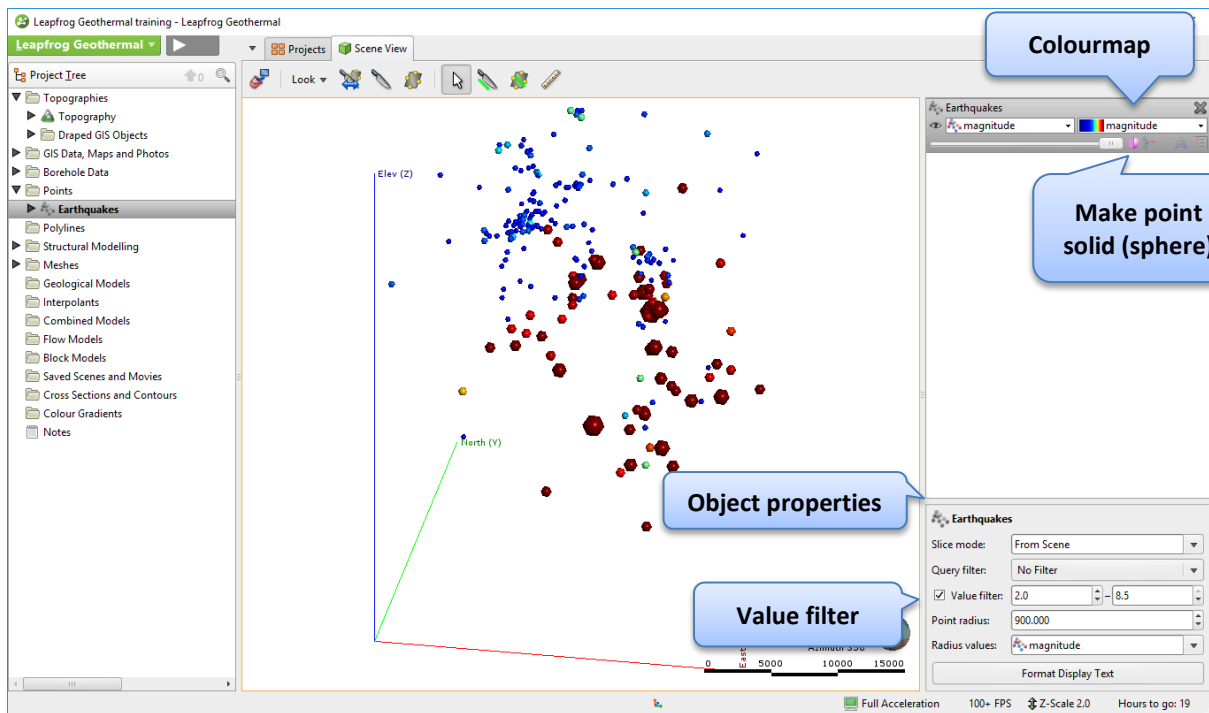 Leapfrog Geothermal training - Leapfrog Geothermal
Leapfrog Geothermal
Projects
Scene View
Colourmap
Project Tree
0
Look
Topographies
Topography
Draped GIS Objects
GIS Data, Maps and Photos
Borehole Data
Points
Earthquakes
Polylines
Structural Modelling
Meshes
Geological Models
Interpolants
Combined Models
Flow Models
Block Models
Saved Scenes and Movies
Cross Sections and Contours
Colour Gradients
Notes
Elev (Z)
North (Y)
East
Azimuth 350
0 5000 10000 15000
Earthquakes
magnitude
magnitude
Make point
solid (sphere)
Object properties
Value filter
Earthquakes
Slice mode: From Scene
Query filter: No Filter
Value filter: 2.0 – 8.5
Point radius: 900.000
Radius values: magnitude
Format Display Text
Full Acceleration
100+ FPS
Z-Scale 2.0
Hours to go: 19